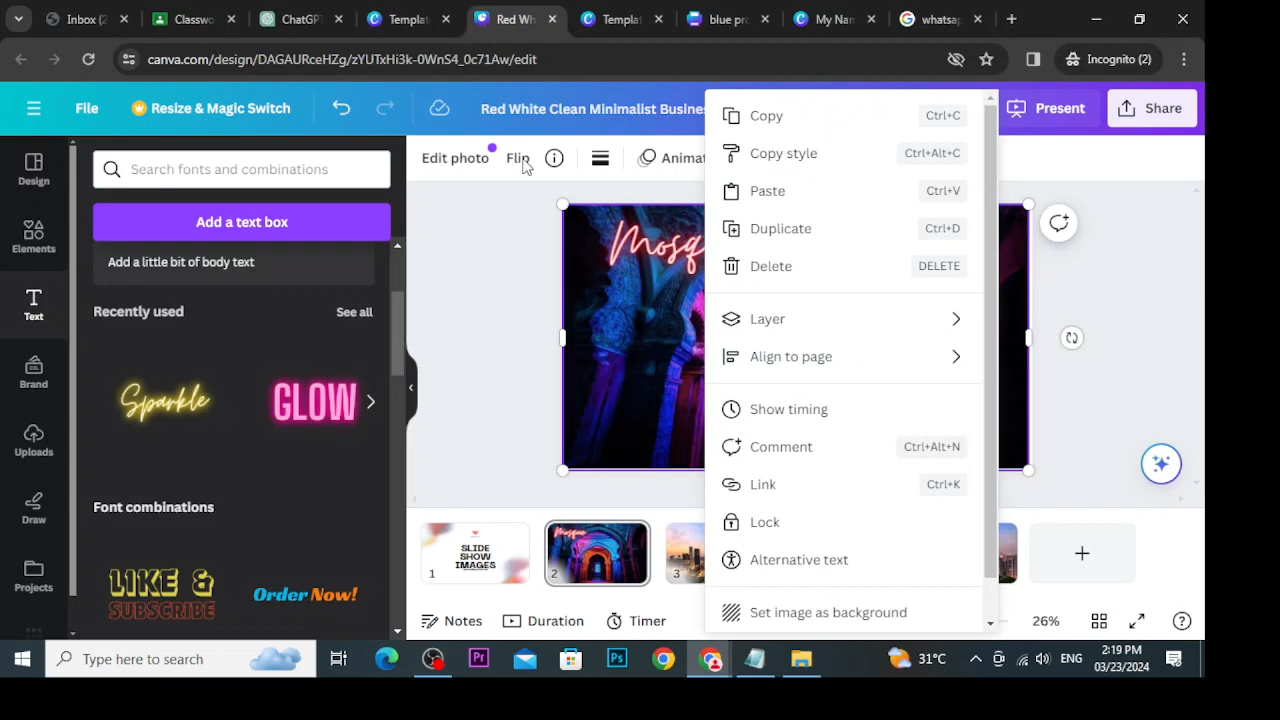 Inbox (2
Classwo
ChatGP
Templat
Red Wh
Templat
blue pro
My Nam
whatsap
canva.com/design/DAGAURceHZg/zYUTxHi3k-0WnS4_0c71Aw/edit
Incognito (2)
File
Resize & Magic Switch
Red White Clean Minimalist Busines
Present
Share
Design
Elements
Text
Brand
Uploads
Draw
Projects
Search fonts and combinations
Add a text box
Add a little bit of body text
Recently used
See all
Sparkle
GLOW
Font combinations
LIKE &
SUBSCRIBE
Order Now!
Edit photo
Flip
Animat
Mosq
Copy Ctrl+C
Copy style Ctrl+Alt+C
Paste Ctrl+V
Duplicate Ctrl+D
Delete DELETE
Layer
Align to page
Show timing
Comment Ctrl+Alt+N
Link Ctrl+K
Lock
Alternative text
Set image as background
SLIDE
SHOW
IMAGES
1
Mosque
2
3
Notes
Duration
Timer
26%
Type here to search
31°C
ENG
2:19 PM
03/23/2024